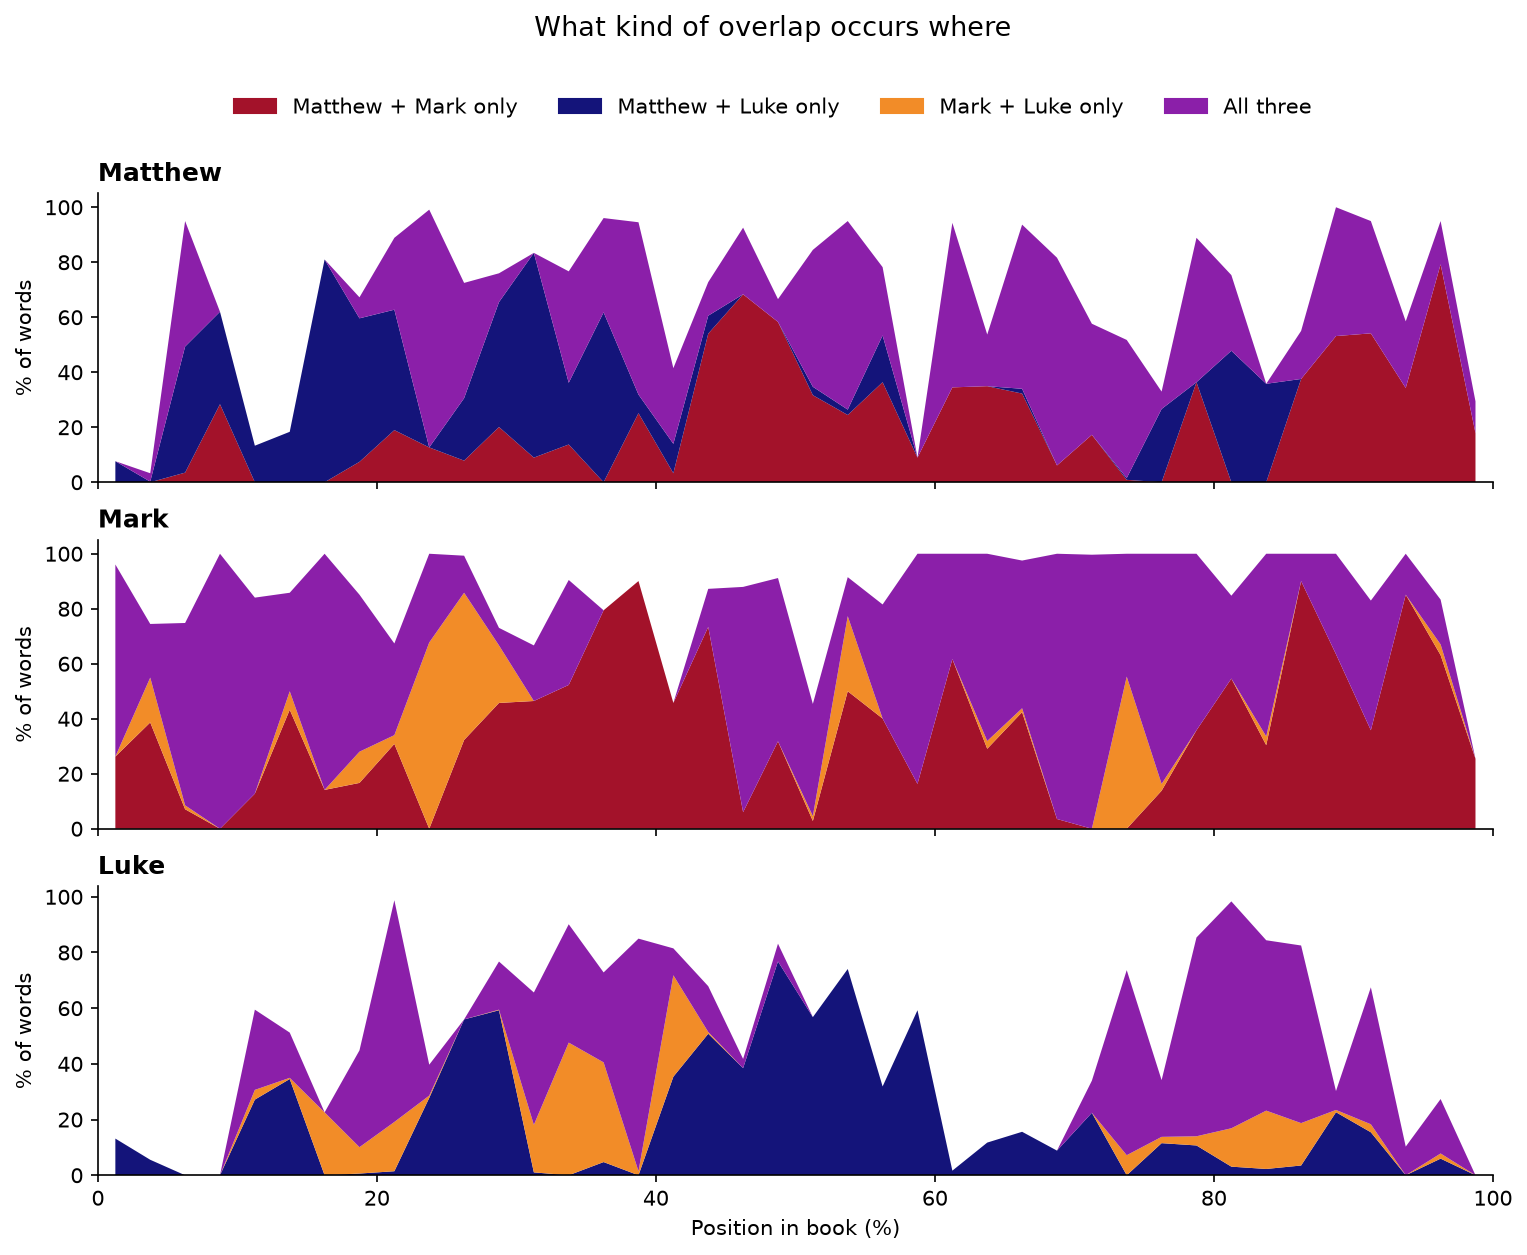 What kind of overlap occurs where
Matthew + Mark only
Matthew + Luke only
Mark + Luke only
All three
Matthew
100
80
60
40
20
0
% of words
Mark
100
80
60
40
20
0
% of words
Luke
100
80
60
40
20
0
% of words
0 20 40 60 80 100
Position in book (%)